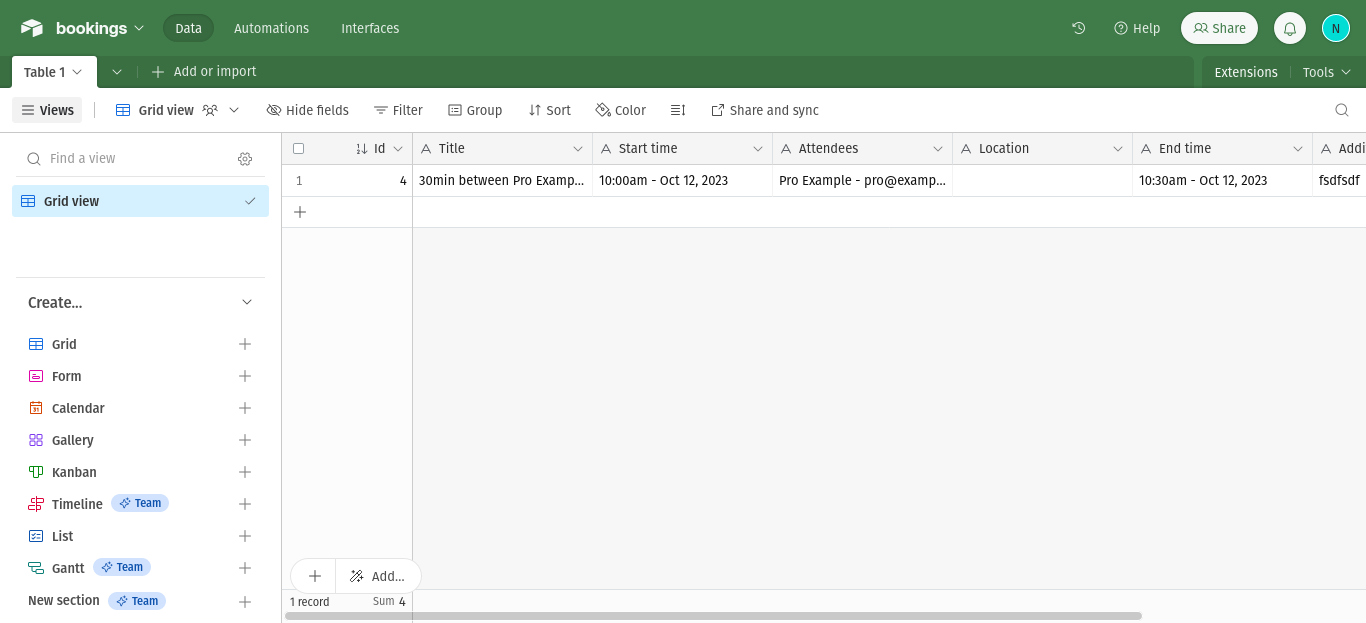 bookings
Data
Automations
Interfaces
Help
Share
N
Table 1
Add or import
Extensions
Tools
Views
Grid view
Hide fields
Filter
Group
Sort
Color
Share and sync
Find a view
Grid view
Create...
Grid
Form
Calendar
Gallery
Kanban
Timeline Team
List
Gantt Team
New section Team
Id Title Start time Attendees Location End time Addi
1 4 30min between Pro Examp... 10:00am - Oct 12, 2023 Pro Example - pro@examp... 10:30am - Oct 12, 2023 fsdfsdf
Add...
1 record Sum 4